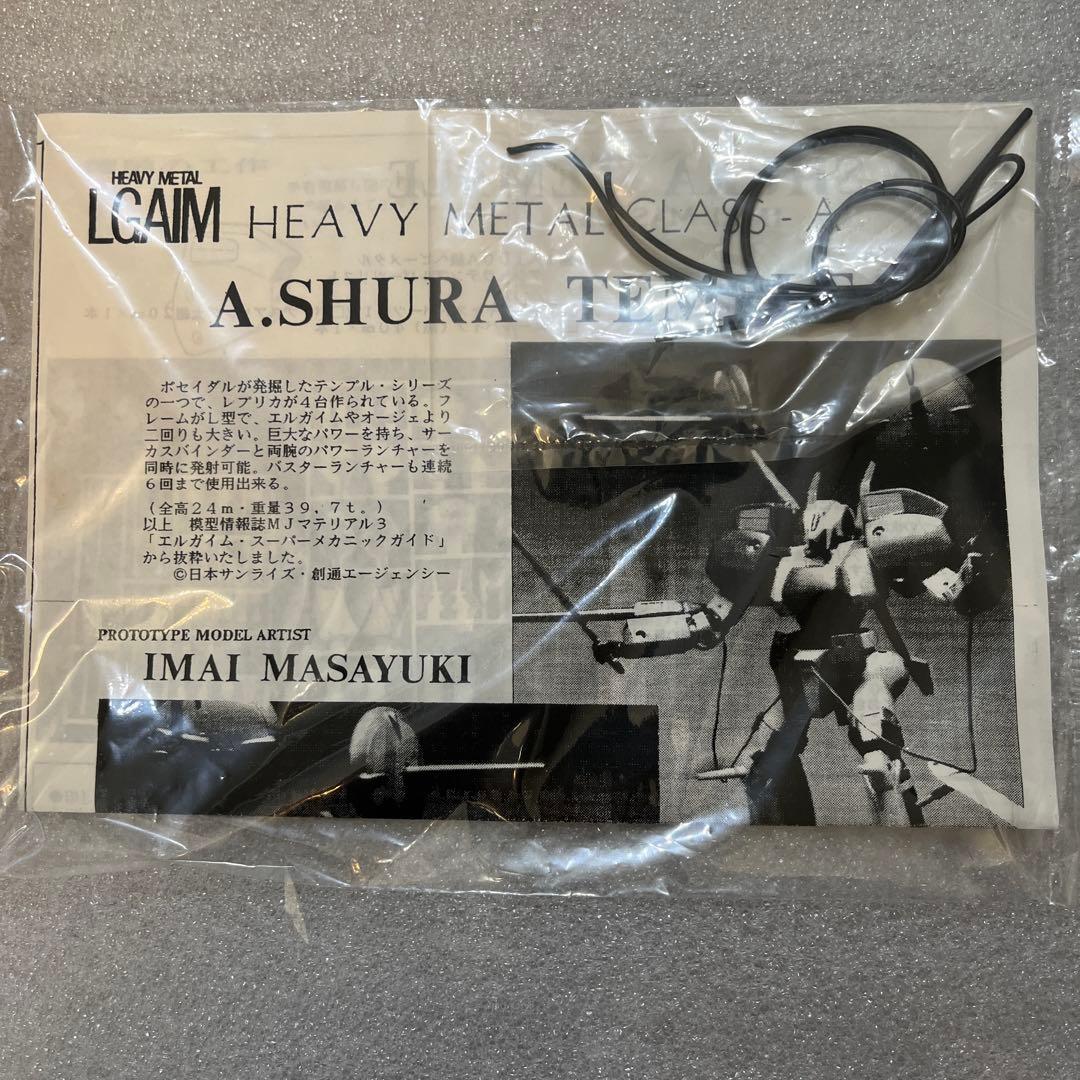 HEAVY METAL
LGAIM
HEAVY METAL CLASS-A
A.SHURA TEMPLE
ポセイダルが発掘したテンプル・シリーズ
の一つで、レプリカが４台作られている。フ
レームがL型で、エルガイムやオージェより
二回りも大きい。巨大なパワーを持ち、サー
カスバインダーと両腕のパワーランチャーを
同時に発射可能。バスターランチャーも連続
６回まで使用出来る。
（全高２４ｍ・重量３９，７ｔ。）
以上　模型情報誌ＭＪマテリアル３
「エルガイム・スーパーメカニックガイド」
から抜粋いたしました。
©日本サンライズ・創通エージェンシー
PROTOTYPE MODEL ARTIST
IMAI MASAYUKI